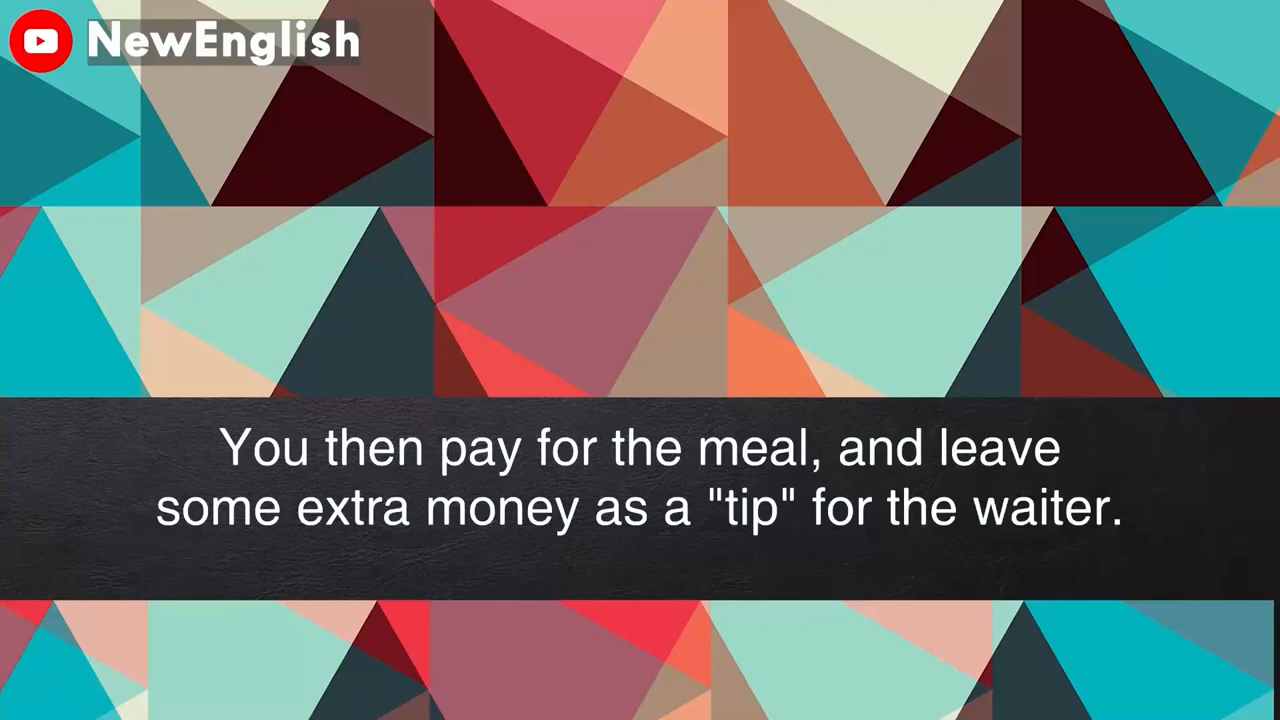 NewEnglish
You then pay for the meal, and leave
some extra money as a "tip" for the waiter.